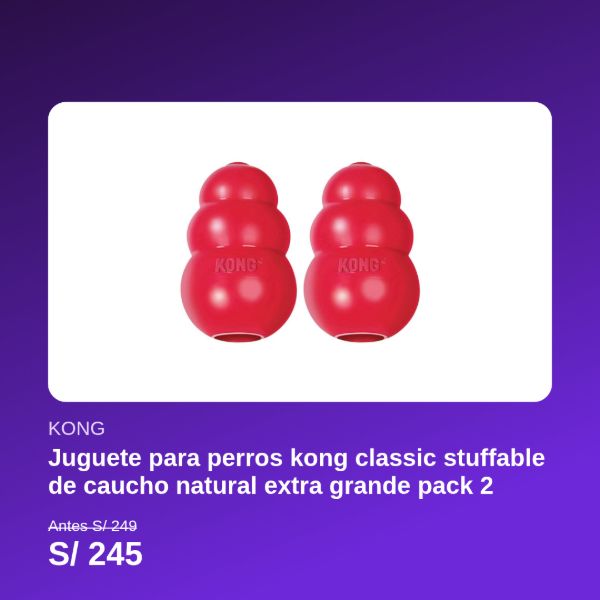 KONG KONG
KONG
Juguete para perros kong classic stuffable
de caucho natural extra grande pack 2
Antes S/ 249
S/ 245